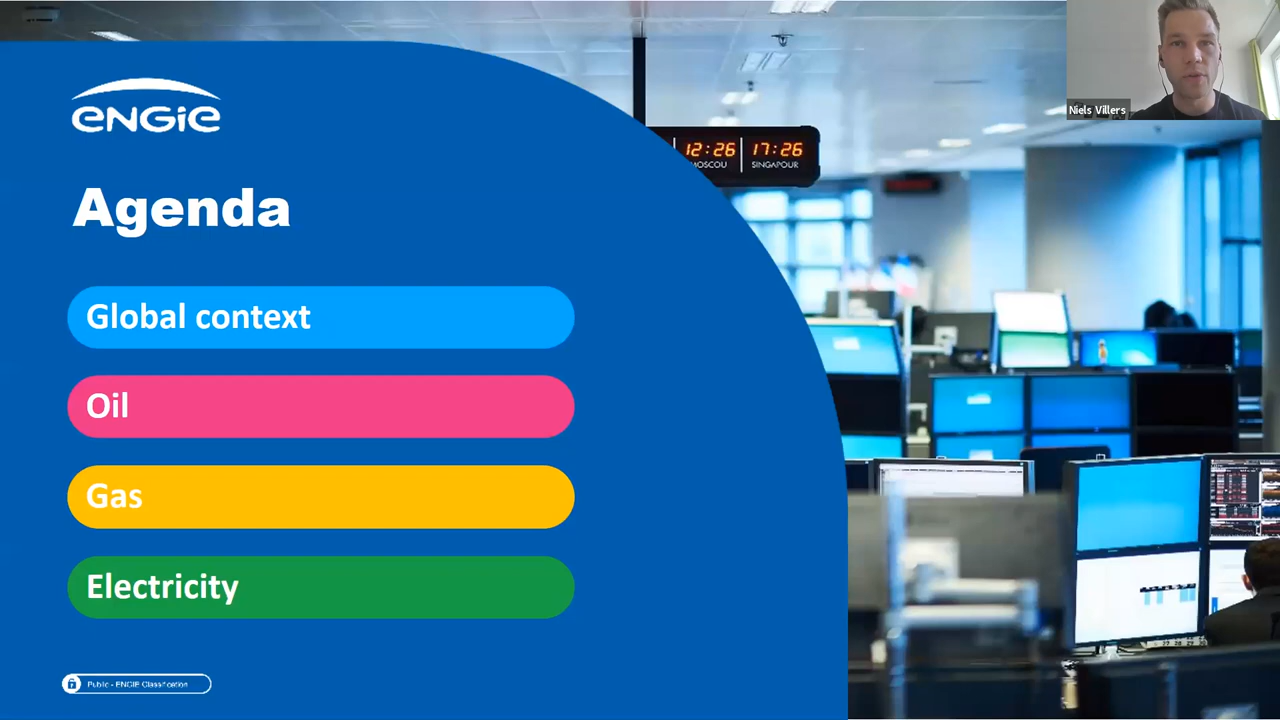 ENGIE
Niels Villers
12:26 17:26
MOSCOU SINGAPOUR
Agenda
Global context
Oil
Gas
Electricity
Public - ENGIE Classification